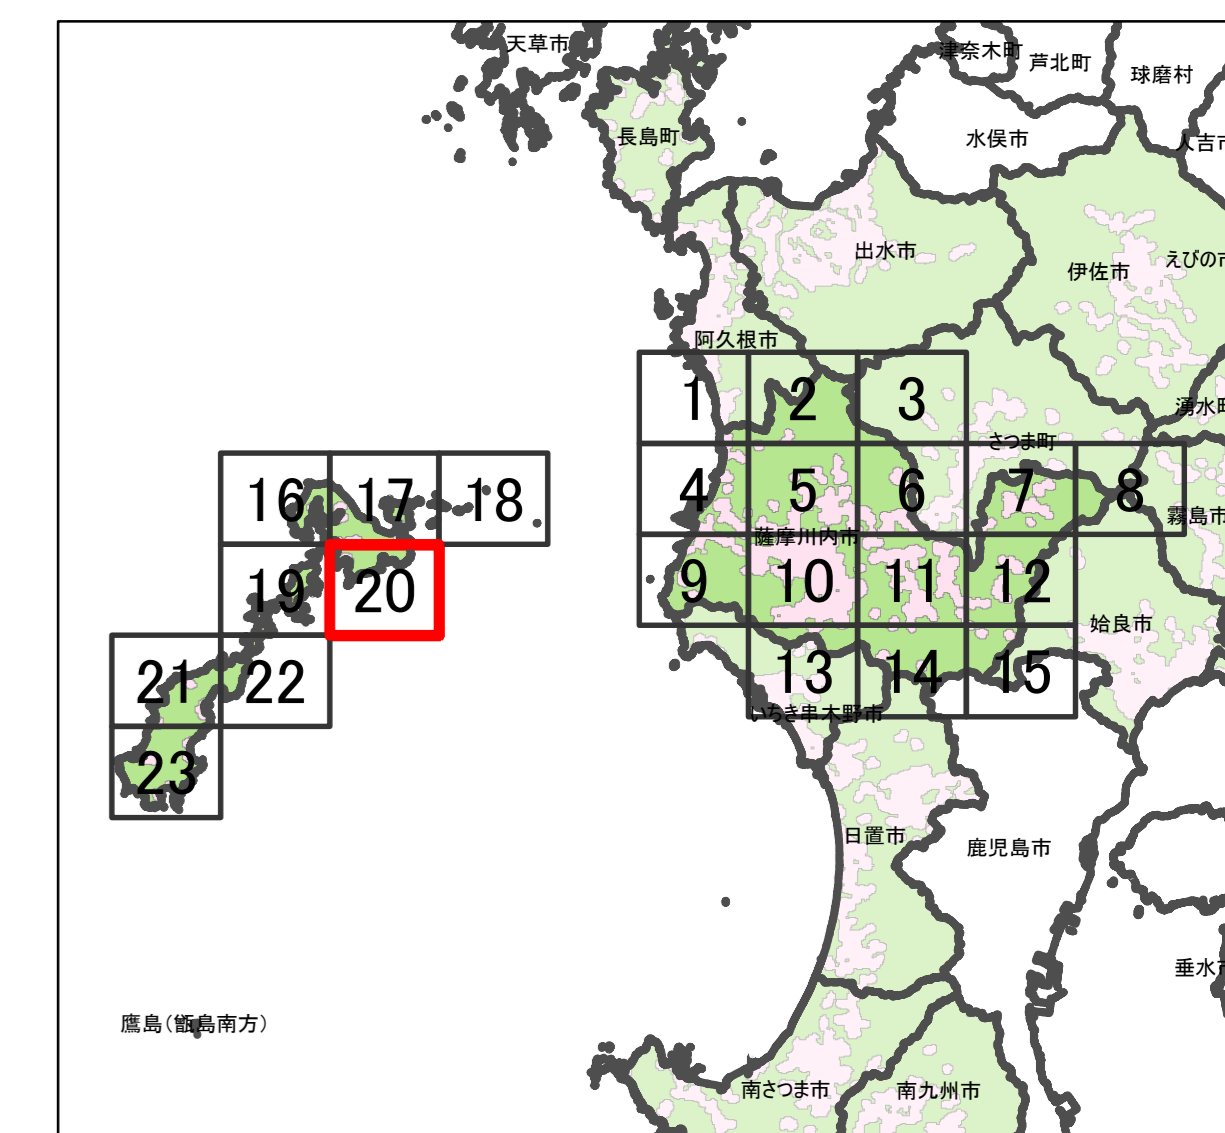 天草市
津奈木町
芦北町
球磨村
長島町
水俣市
人吉市
出水市
伊佐市
えびの市
阿久根市
1
2
3
湧水町
さつま町
16
17
18
4
5
6
7
8
霧島市
薩摩川内市
19
20
9
10
11
12
姶良市
21
22
13
14
15
いちき串木野市
23
日置市
鹿児島市
垂水市
鷹島(甑島南方)
南さつま市
南九州市